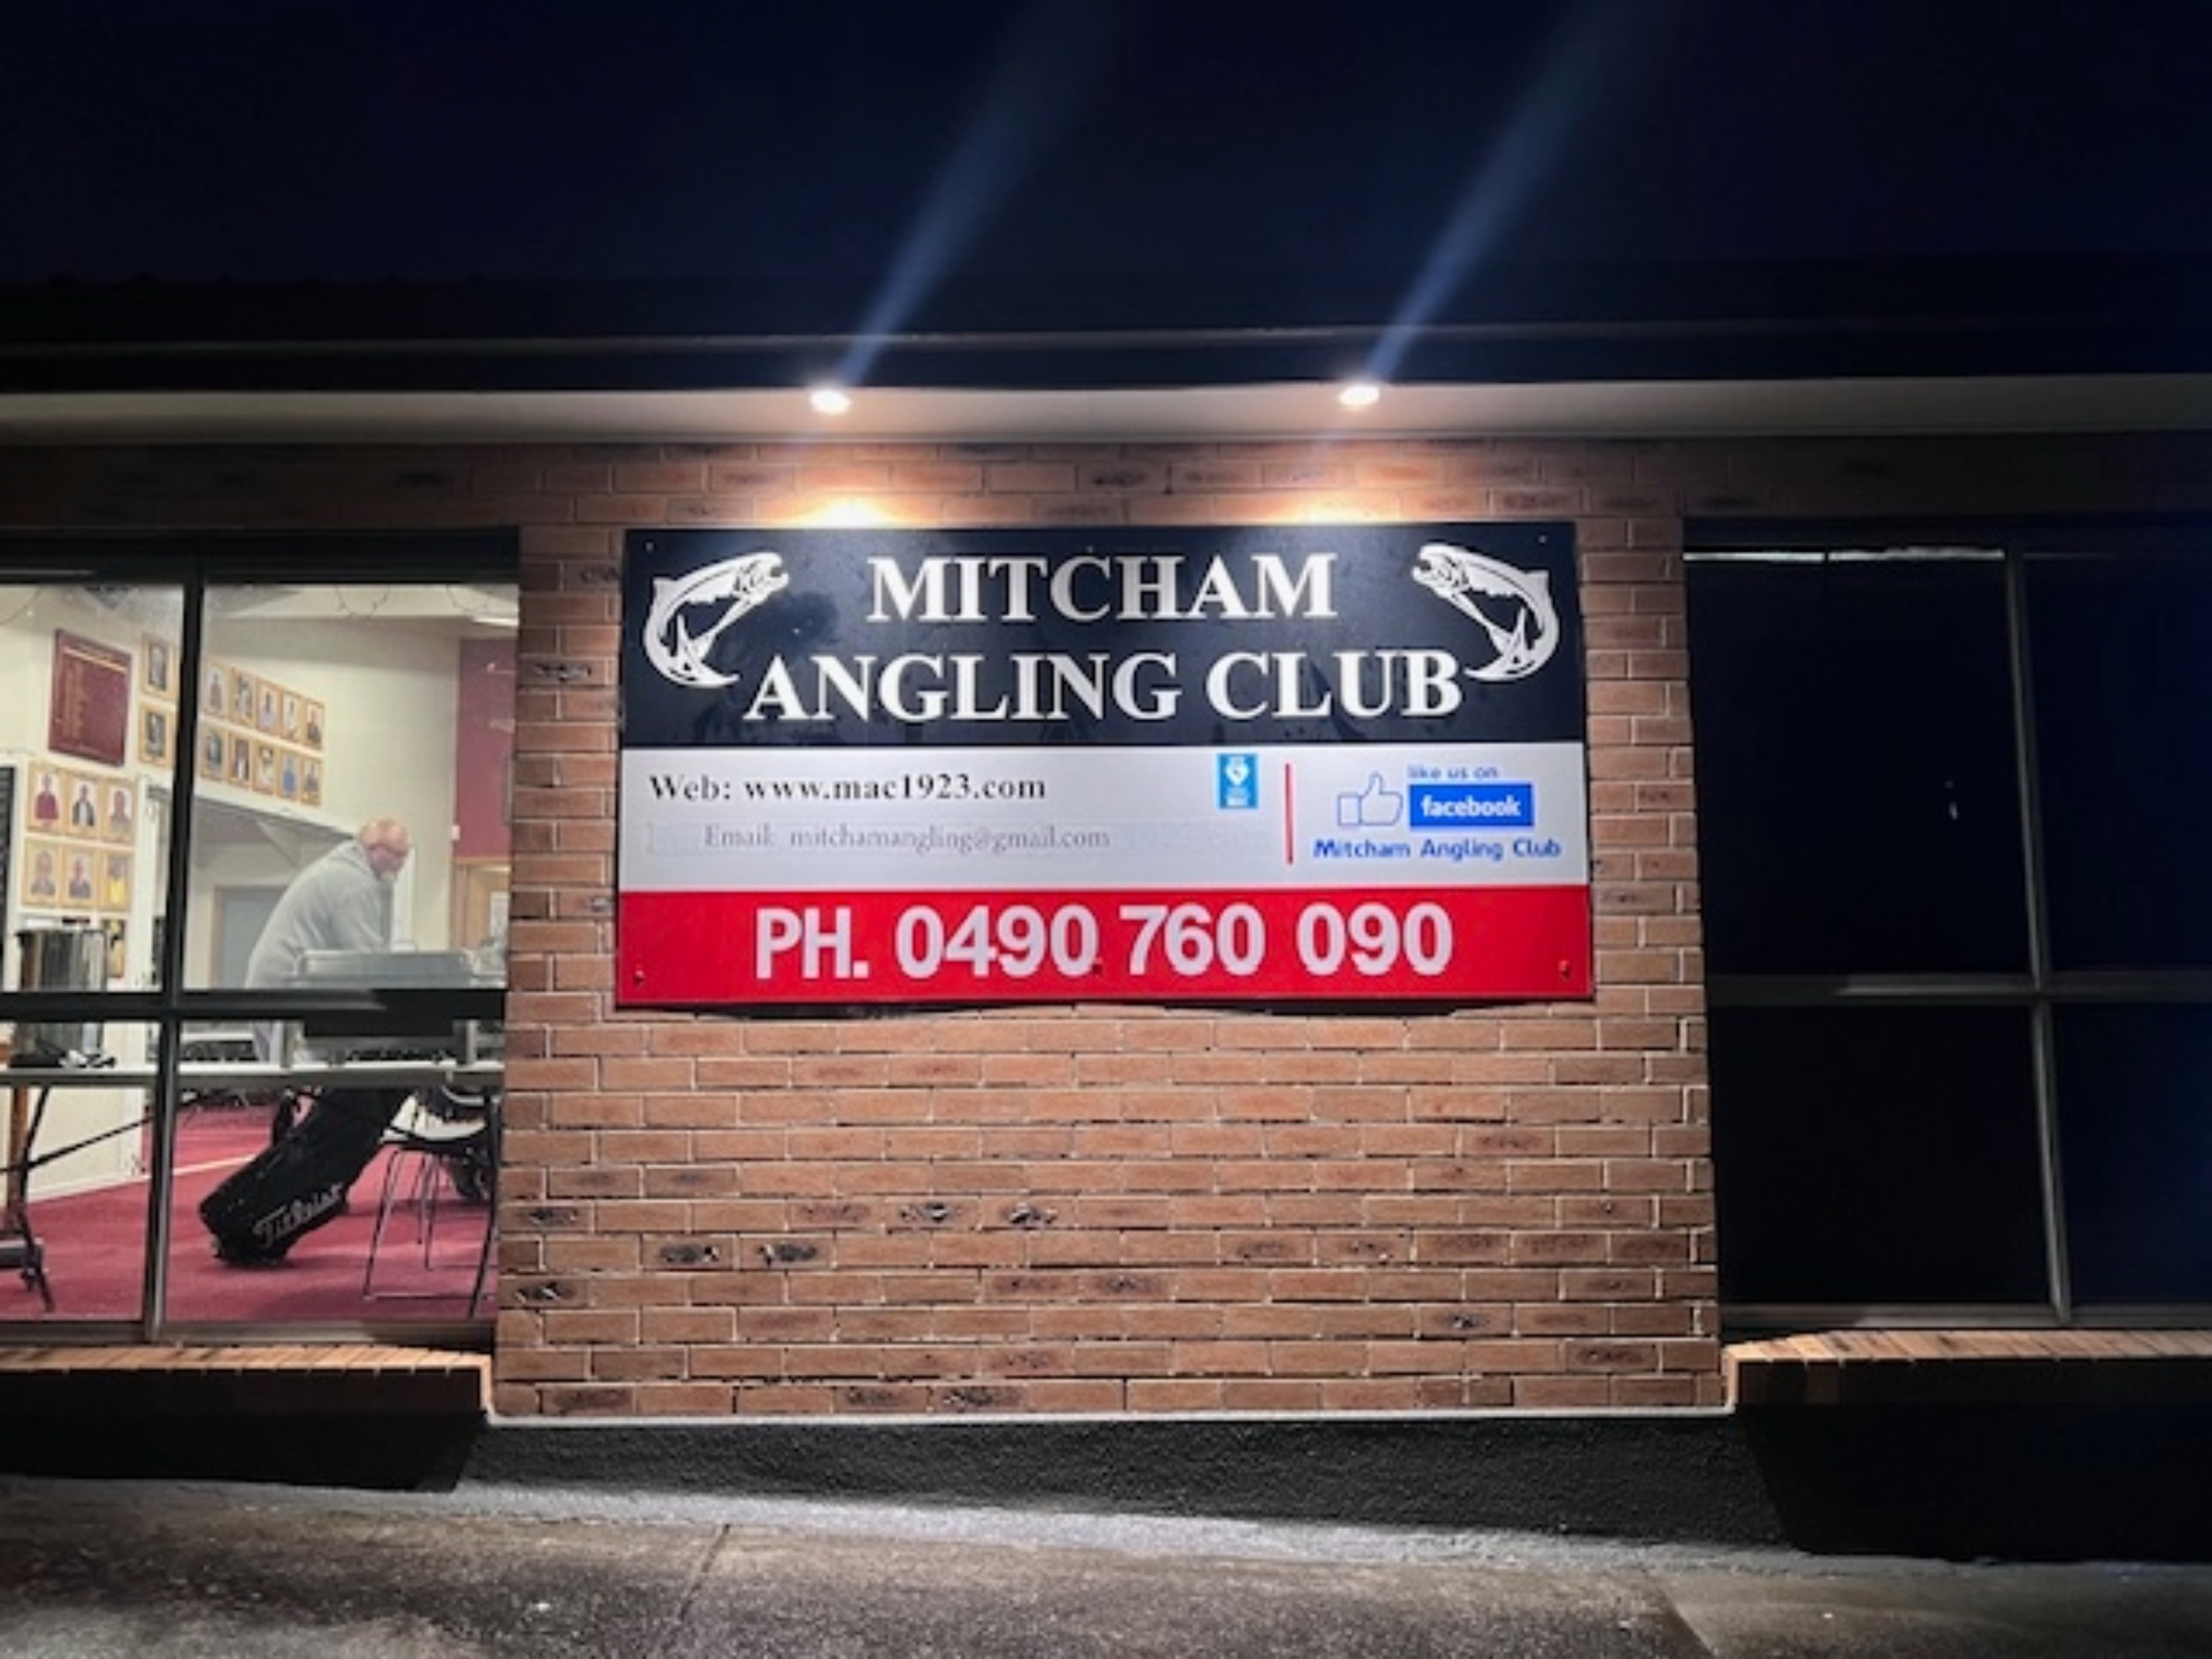 MITCHAM
ANGLING CLUB
Web: www.mac1923.com
Email: mitchamangling@gmail.com
like us on
facebook
Mitcham Angling Club
PH. 0490 760 090
Titleist